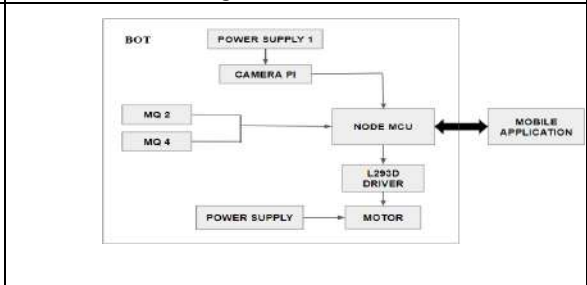 BOT
POWER SUPPLY 1
CAMERA PI
MQ 2
MQ 4
NODE MCU
MOBILE
APPLICATION
L293D
DRIVER
POWER SUPPLY
MOTOR